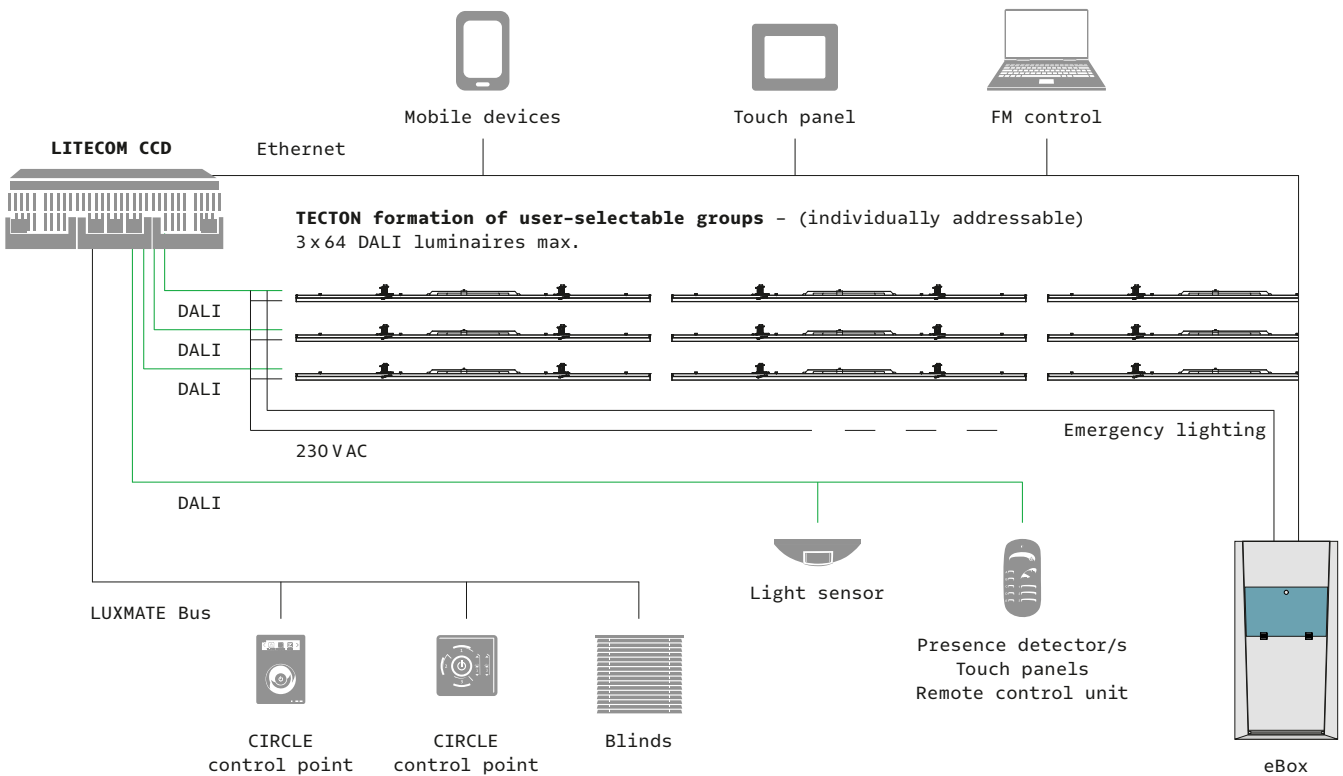 Mobile devices
Touch panel
FM control
LITECOM CCD
Ethernet
TECTON formation of user-selectable groups – (individually addressable)
3 x 64 DALI luminaires max.
DALI
DALI
DALI
Emergency lighting
230 V AC
DALI
Light sensor
LUXMATE Bus
Presence detector/s
Touch panels
Remote control unit
CIRCLE
control point
CIRCLE
control point
Blinds
eBox